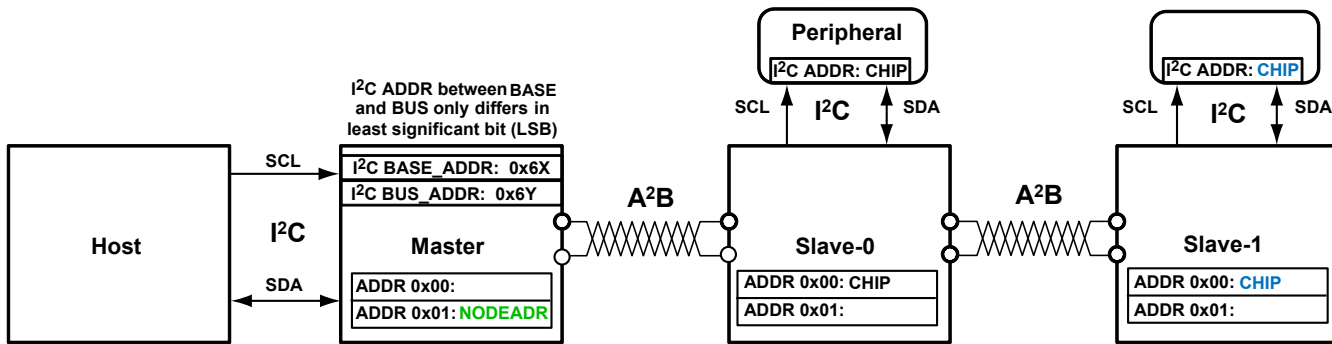 Peripheral
I²C ADDR: CHIP
I²C ADDR: CHIP
I²C ADDR between BASE
and BUS only differs in
least significant bit (LSB)
SCL
I²C
SDA
SCL
I²C
SDA
SCL
I²C BASE_ADDR: 0x6X
I²C BUS_ADDR: 0x6Y
A²B
A²B
Host
I²C
Master
Slave-0
Slave-1
SDA
ADDR 0x00:
ADDR 0x01: NODEADR
ADDR 0x00: CHIP
ADDR 0x01:
ADDR 0x00: CHIP
ADDR 0x01: